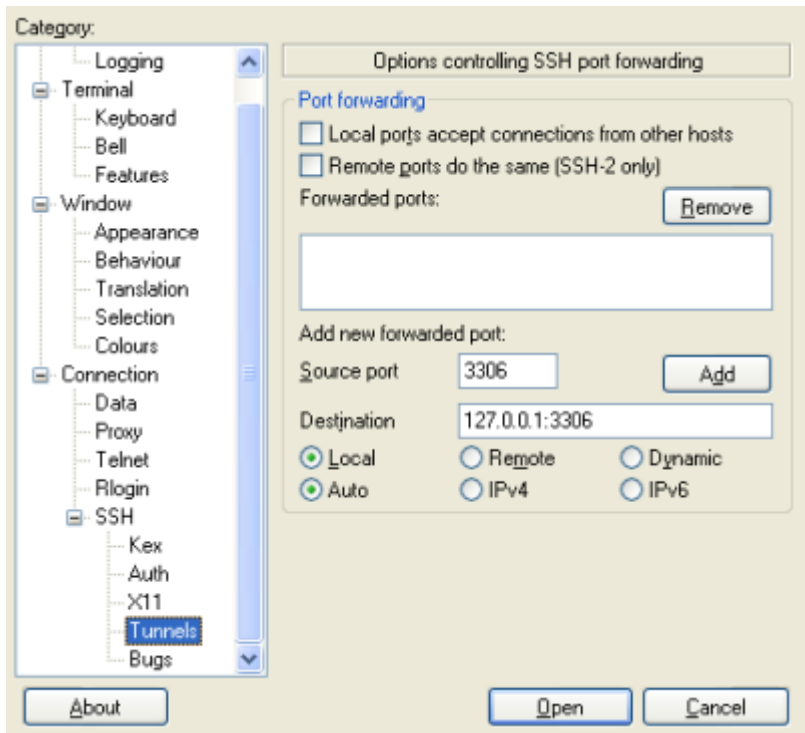 Category:
Logging
Terminal
Keyboard
Bell
Features
Window
Appearance
Behaviour
Translation
Selection
Colours
Connection
Data
Proxy
Telnet
Rlogin
SSH
Kex
Auth
X11
Tunnels
Bugs
Options controlling SSH port forwarding
Port forwarding
Local ports accept connections from other hosts
Remote ports do the same (SSH-2 only)
Forwarded ports:
Remove
Add new forwarded port:
Source port 3306 Add
Destination 127.0.0.1:3306
Local Remote Dynamic
Auto IPv4 IPv6
About Open Cancel